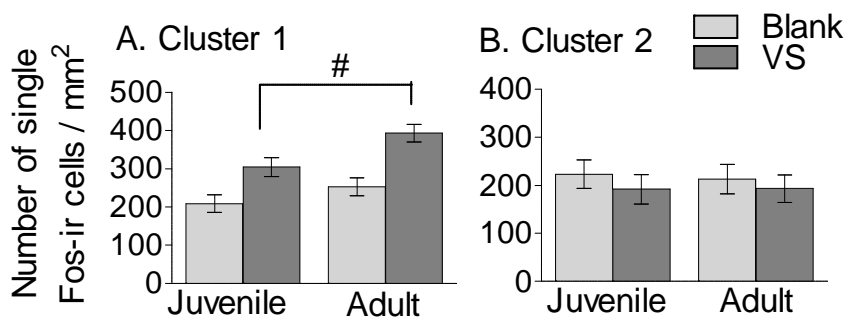 A. Cluster 1
B. Cluster 2
Blank
VS
#
Number of single
Fos-ir cells / mm²
500
400
300
200
100
0
Juvenile Adult
400
300
200
100
0
Juvenile Adult